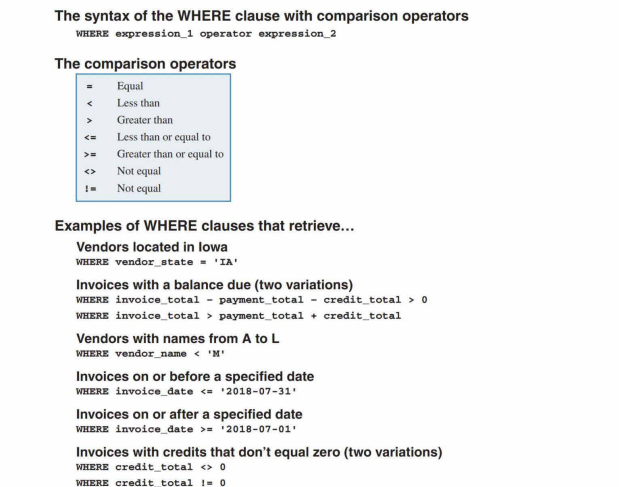 The syntax of the WHERE clause with comparison operators
WHERE expression_1 operator expression_2
The comparison operators
= Equal
< Less than
> Greater than
<= Less than or equal to
>= Greater than or equal to
<> Not equal
!= Not equal
Examples of WHERE clauses that retrieve…
Vendors located in Iowa
WHERE vendor_state = 'IA'
Invoices with a balance due (two variations)
WHERE invoice_total – payment_total – credit_total > 0
WHERE invoice_total > payment_total + credit_total
Vendors with names from A to L
WHERE vendor_name < 'M'
Invoices on or before a specified date
WHERE invoice_date <= '2018-07-31'
Invoices on or after a specified date
WHERE invoice_date >= '2018-07-01'
Invoices with credits that don't equal zero (two variations)
WHERE credit_total <> 0
WHERE credit_total != 0